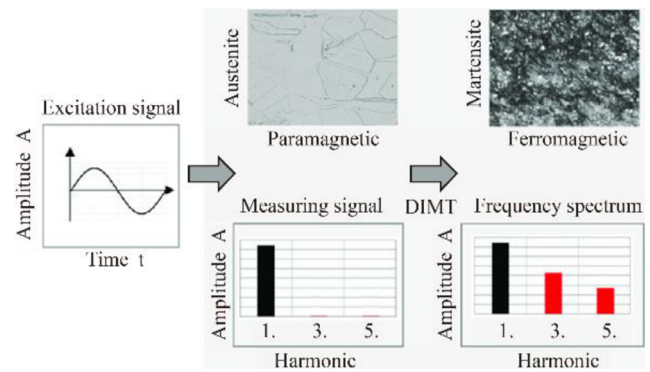 Excitation signal
Amplitude A
Time t
Austenite
Paramagnetic
Martensite
Ferromagnetic
Measuring signal
Amplitude A
1. 3. 5.
Harmonic
DIMT
Frequency spectrum
Amplitude A
1. 3. 5.
Harmonic